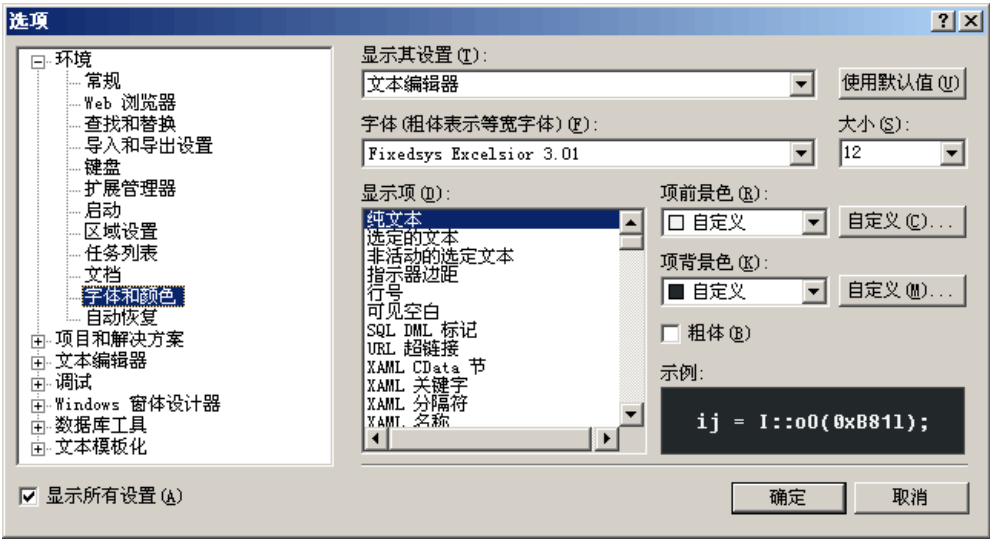 选项
环境
常规
Web 浏览器
查找和替换
导入和导出设置
键盘
扩展管理器
启动
区域设置
任务列表
文档
字体和颜色
自动恢复
项目和解决方案
文本编辑器
调试
Windows 窗体设计器
数据库工具
文本模板化
显示所有设置(A)
显示其设置(T):
文本编辑器
使用默认值(U)
字体(粗体表示等宽字体)(F):
大小(S):
Fixedsys Excelsior 3.01
12
显示项(D):
纯文本
选定的文本
非活动的选定文本
指示器边距
行号
可见空白
SQL DML 标记
URL 超链接
XAML CData 节
XAML 关键字
XAML 分隔符
XAML 名称
项前景色(R):
自定义
自定义(C)...
项背景色(K):
自定义
自定义(M)...
粗体(B)
示例:
ij = I::oO(0xB81l);
确定
取消